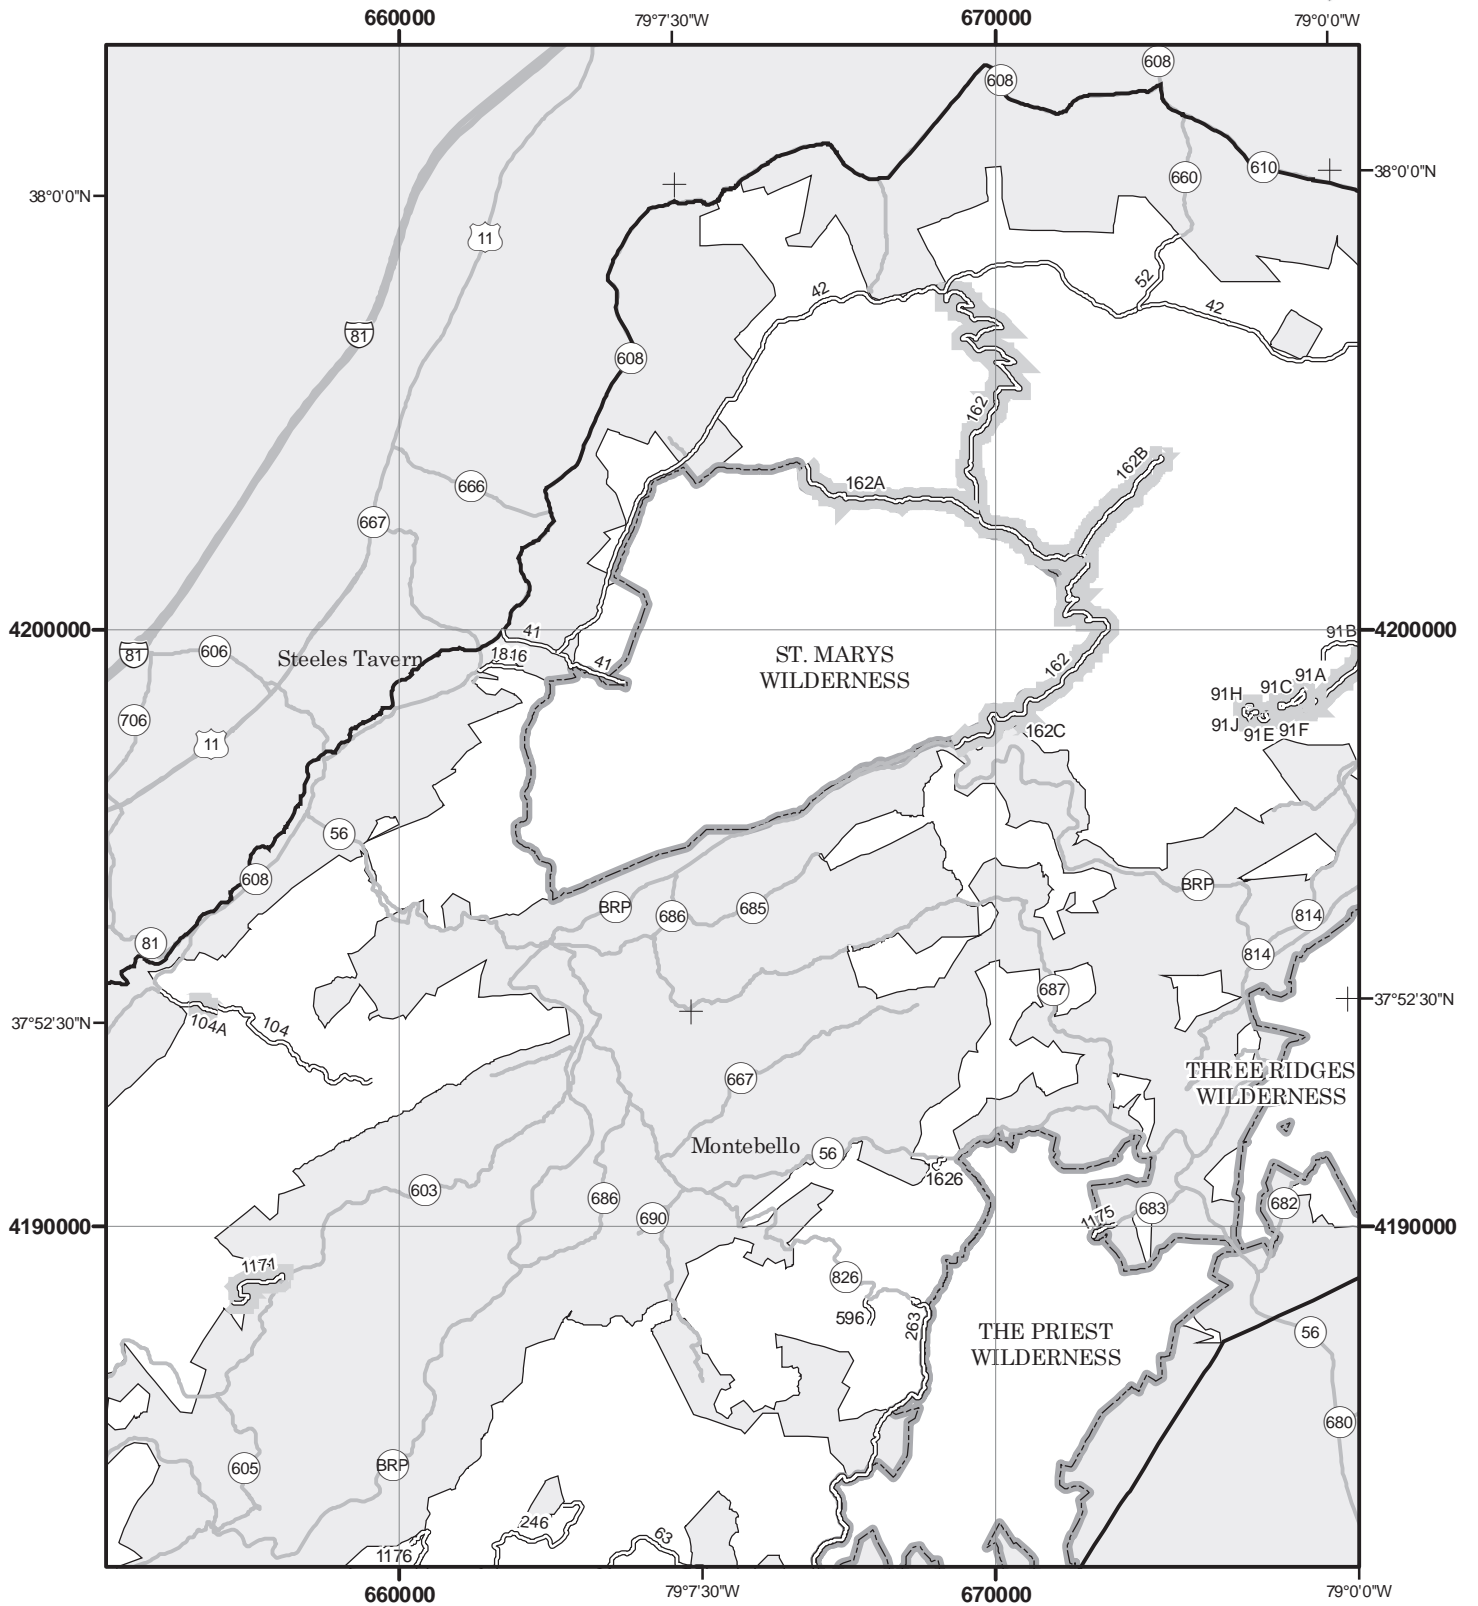 660000
79°7'30"W
670000
79°0'0"W
608
608
610
660
38°0'0"N
38°0'0"N
11
52
42
42
81
608
162
162B
666
162A
667
4200000
4200000
41
91B
81
606
Steeles Tavern
1816
41
ST. MARYS
WILDERNESS
162
91A
91C
91H
706
11
91J
91E
91F
162C
56
608
BRP
BRP
686
685
814
81
814
687
37°52'30"N
37°52'30"N
104A
104
667
THREE RIDGES
WILDERNESS
Montebello
56
1626
603
686
690
683
682
1175
4190000
4190000
1171
826
596
263
THE PRIEST
WILDERNESS
56
680
605
BRP
246
63
1176
660000
79°7'30"W
670000
79°0'0"W